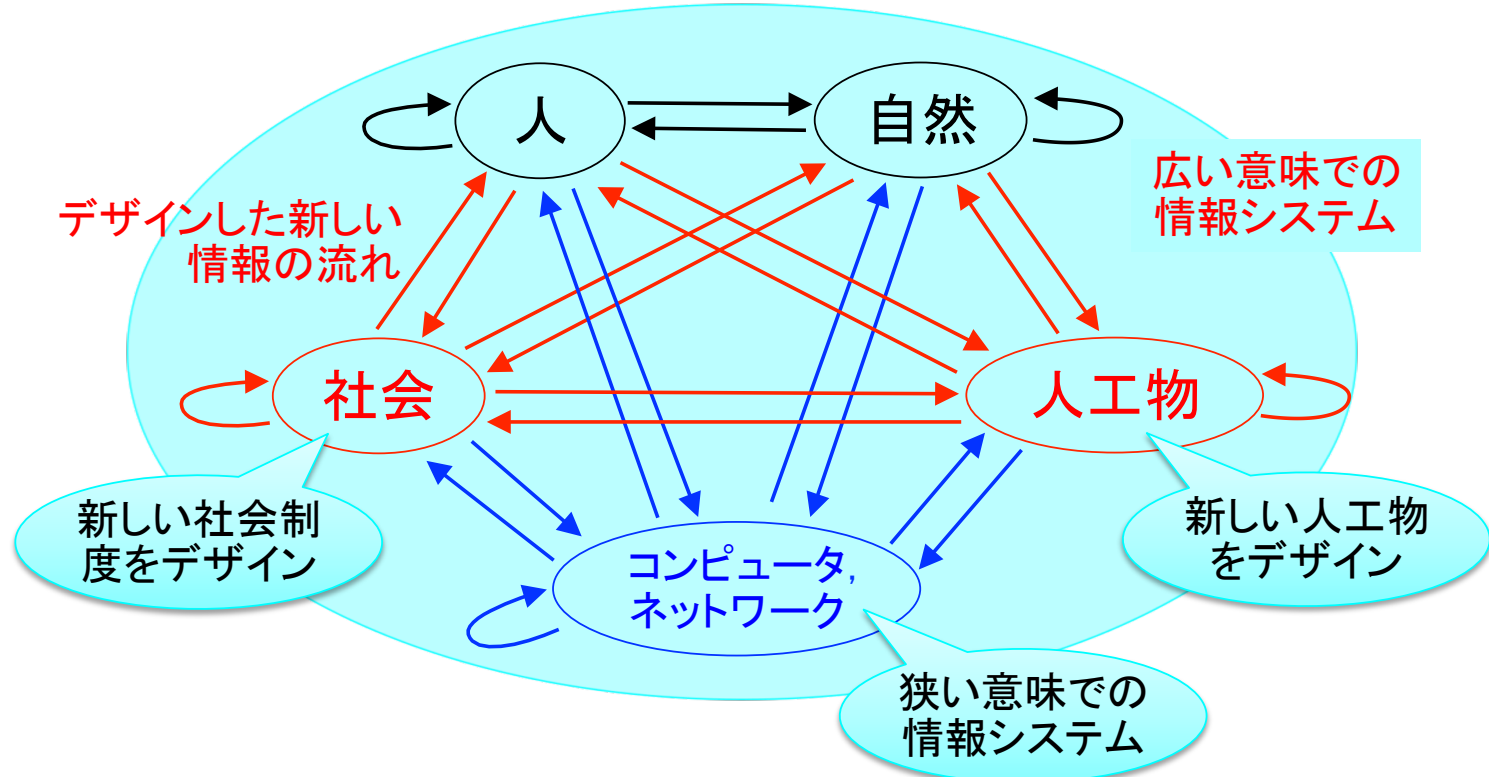 人
自然
広い意味での
情報システム
デザインした新しい
情報の流れ
社会
人工物
新しい社会制
度をデザイン
新しい人工物
をデザイン
コンピュータ,
ネットワーク
狭い意味での
情報システム